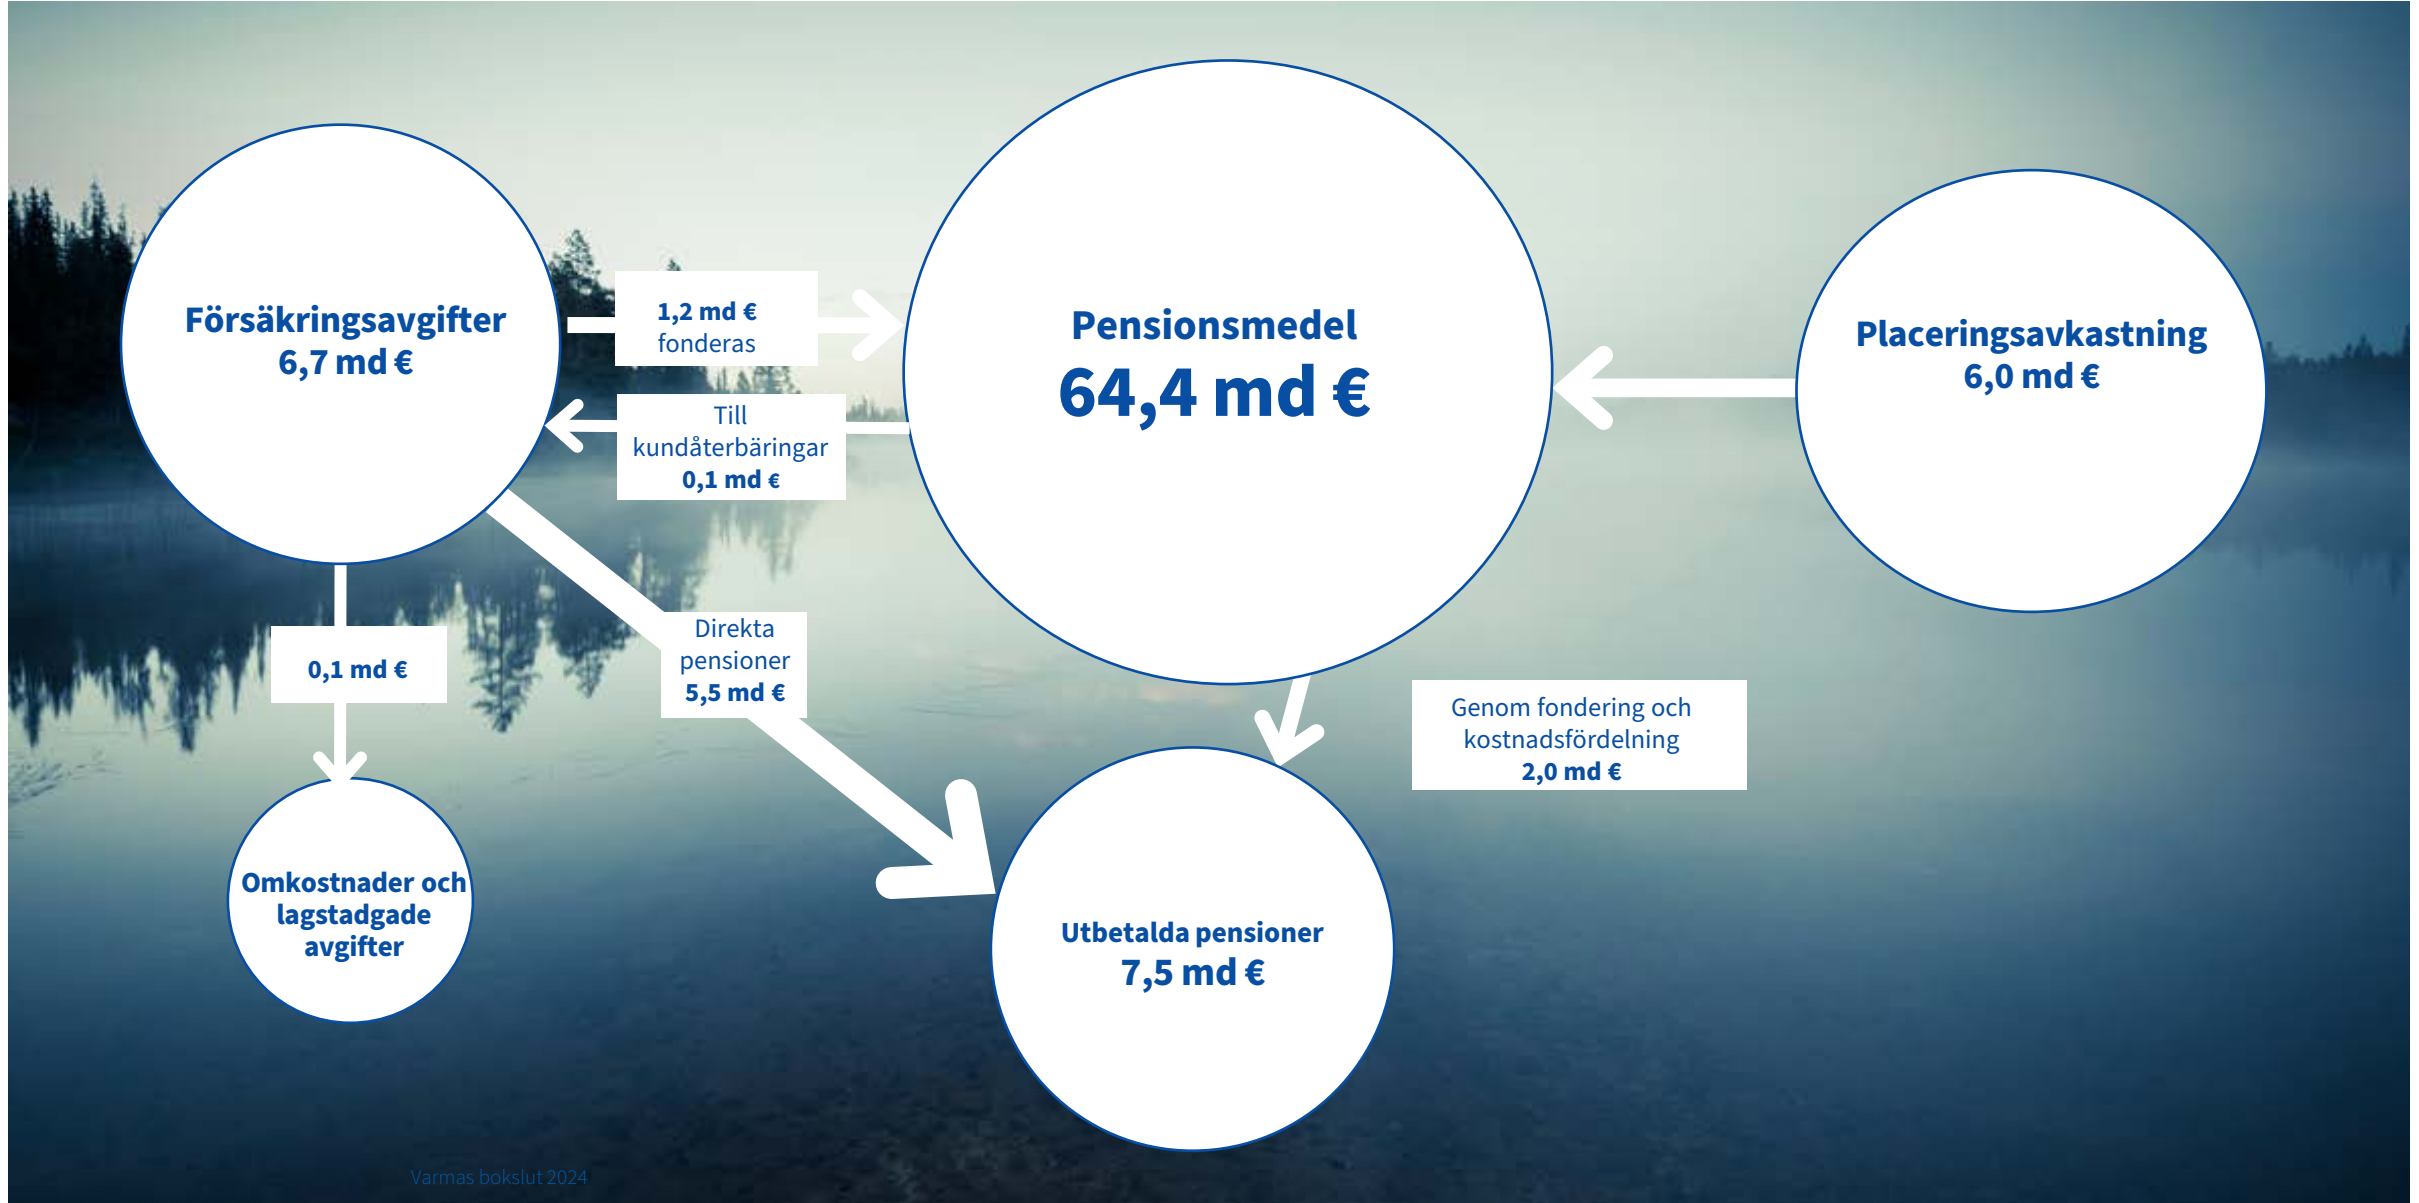 Försäkringsavgifter
6,7 md €
1,2 md €
fonderas
Till
kundåterbäringar
0,1 md €
Pensionsmedel
64,4 md €
Placeringsavkastning
6,0 md €
0,1 md €
Direkta
pensioner
5,5 md €
Genom fondering och
kostnadsfördelning
2,0 md €
Omkostnader och
lagstadgade
avgifter
Utbetalda pensioner
7,5 md €
Varmas bokslut 2024